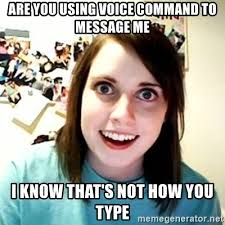 ARE YOU USING VOICE COMMAND TO
MESSAGE ME
I KNOW THAT'S NOT HOW YOU
TYPE
memegenerator.net